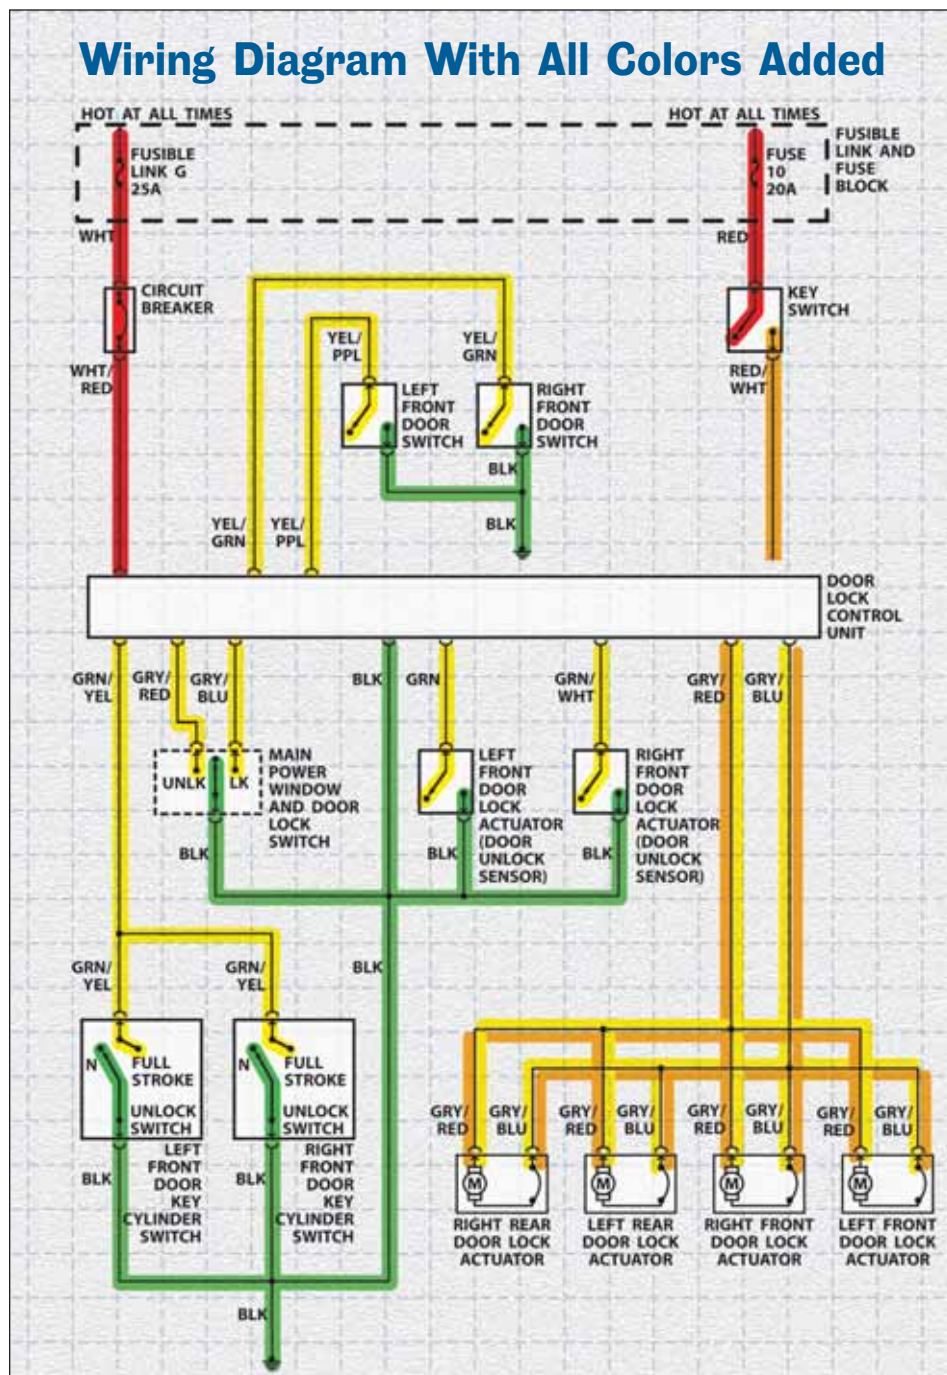 Wiring Diagram With All Colors Added
HOT AT ALL TIMES
HOT AT ALL TIMES
FUSIBLE
LINK G
25A
FUSE
10
20A
FUSIBLE
LINK AND
FUSE
BLOCK
WHT
RED
CIRCUIT
BREAKER
KEY
SWITCH
WHT/
RED
YEL/
PPL
YEL/
GRN
RED/
WHT
LEFT
FRONT
DOOR
SWITCH
RIGHT
FRONT
DOOR
SWITCH
BLK
YEL/
GRN
YEL/
PPL
BLK
DOOR
LOCK
CONTROL
UNIT
GRN/
YEL
GRY/
RED
GRY/
BLU
BLK
GRN
GRN/
WHT
GRY/
RED
GRY/
BLU
UNLK
LK
MAIN
POWER
WINDOW
AND DOOR
LOCK
SWITCH
LEFT
FRONT
DOOR
LOCK
ACTUATOR
(DOOR
UNLOCK
SENSOR)
RIGHT
FRONT
DOOR
LOCK
ACTUATOR
(DOOR
UNLOCK
SENSOR)
BLK
BLK
BLK
GRN/
YEL
GRN/
YEL
BLK
N
FULL
STROKE
UNLOCK
SWITCH
N
FULL
STROKE
UNLOCK
SWITCH
GRY/
RED
GRY/
BLU
GRY/
RED
GRY/
BLU
GRY/
RED
GRY/
BLU
GRY/
RED
GRY/
BLU
BLK
LEFT
FRONT
DOOR
KEY
CYLINDER
SWITCH
BLK
RIGHT
FRONT
DOOR
KEY
CYLINDER
SWITCH
M
M
M
M
RIGHT REAR
DOOR LOCK
ACTUATOR
LEFT REAR
DOOR LOCK
ACTUATOR
RIGHT FRONT
DOOR LOCK
ACTUATOR
LEFT FRONT
DOOR LOCK
ACTUATOR
BLK